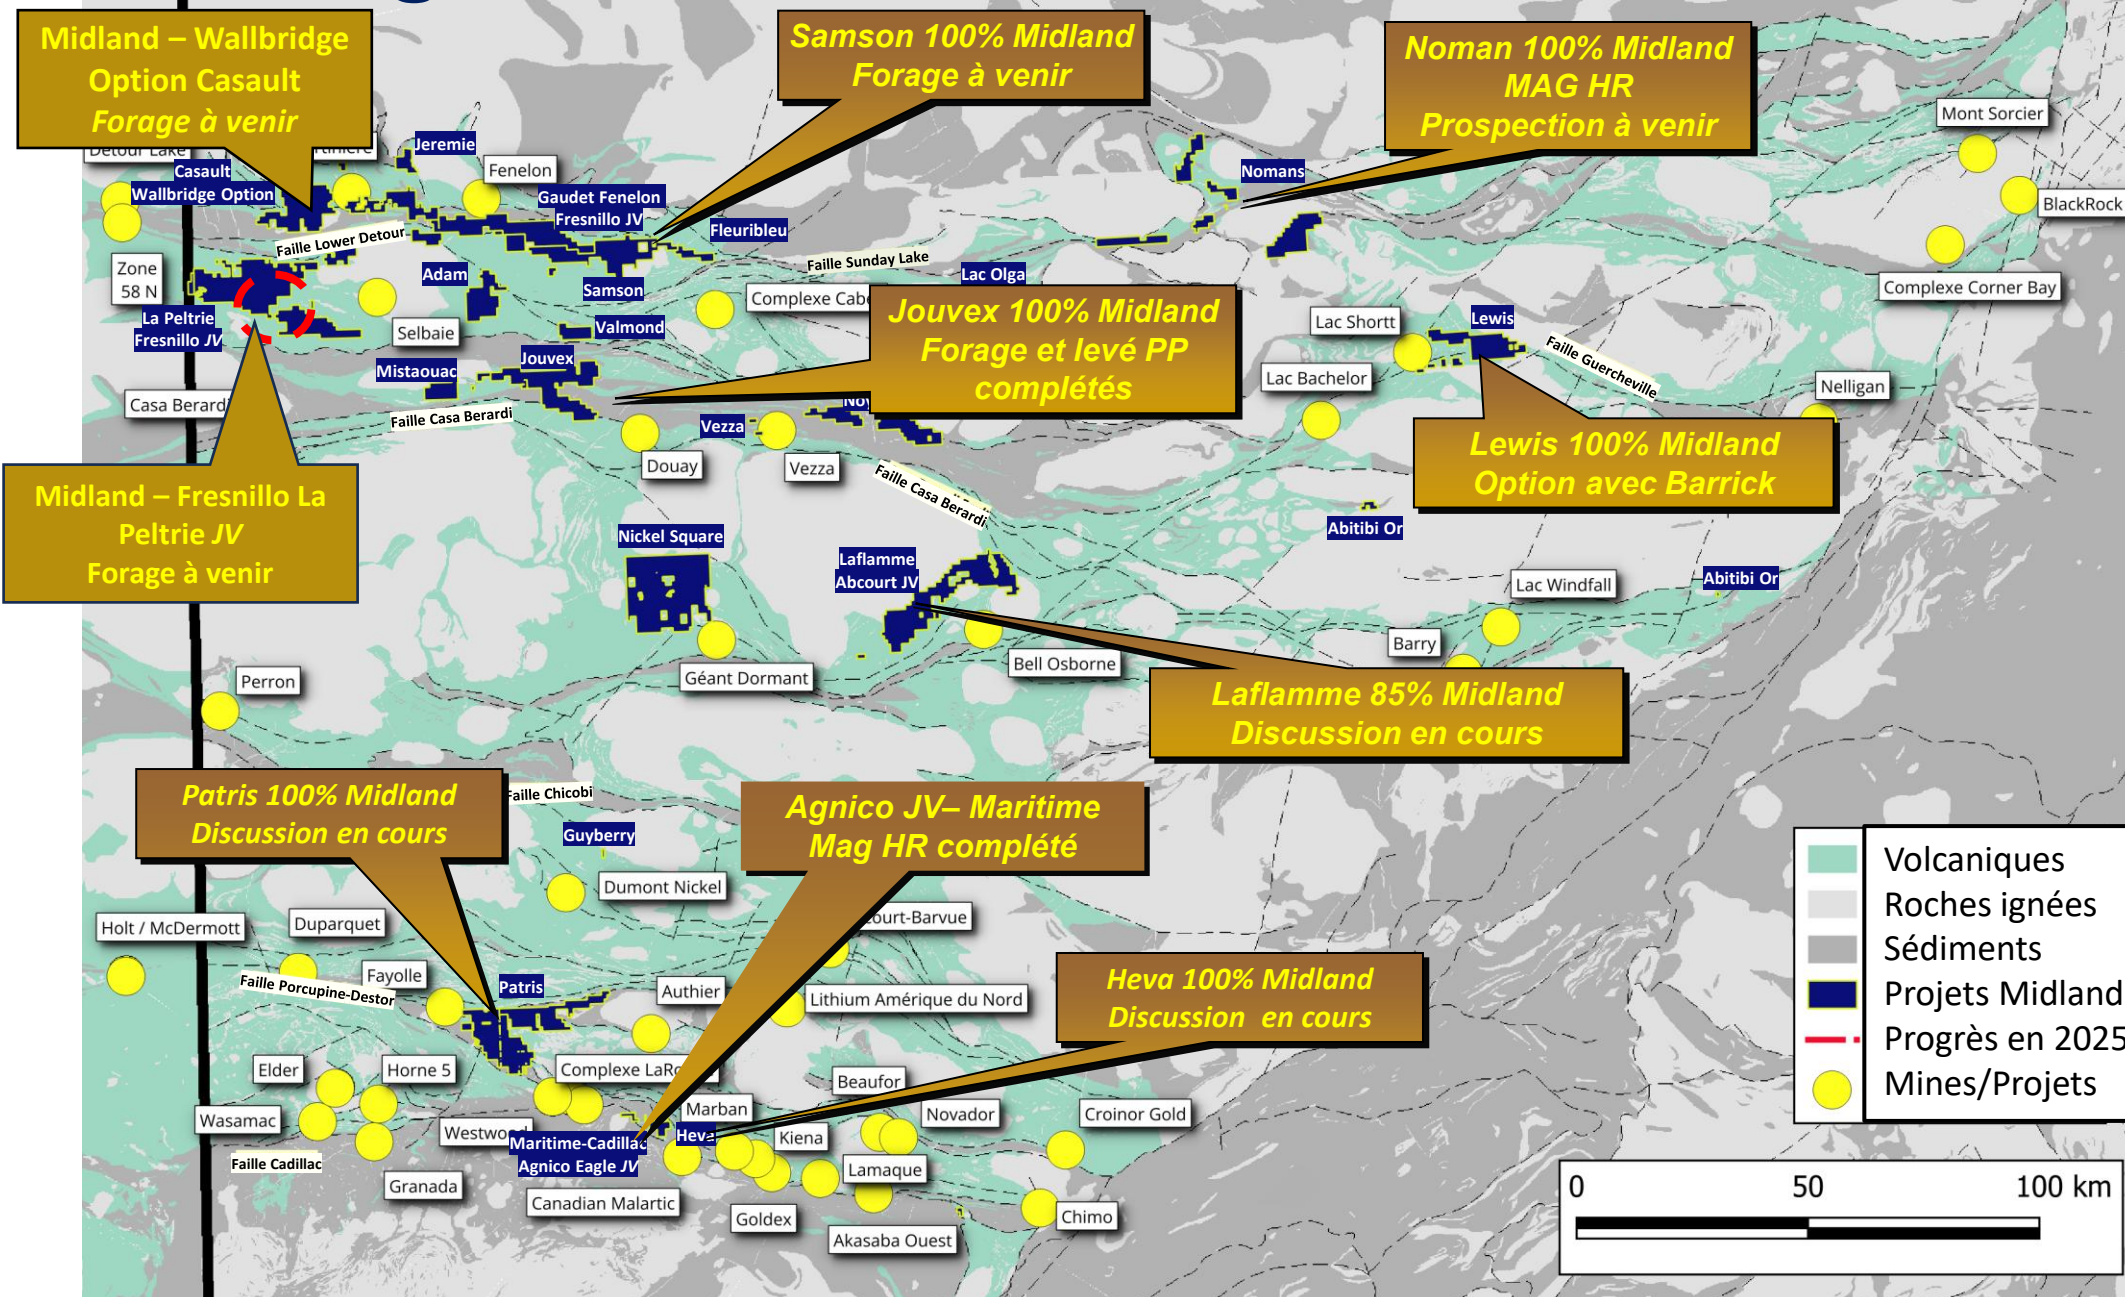 Midland – Wallbridge
Option Casault
Forage à venir
Samson 100% Midland
Forage à venir
Noman 100% Midland
MAG HR
Prospection à venir
Mont Sorcier
Detour Lake
Jeremie
Fenelon
Casault
Wallbridge Option
Gaudet Fenelon
Fresnillo JV
Nomans
BlackRock
Fleuribleu
Faille Lower Detour
Faille Sunday Lake
Zone
58 N
Adam
Samson
Lac Olga
Complexe Corner Bay
La Peltrie
Fresnillo JV
Selbaie
Valmond
Complexe
Jouvex 100% Midland
Forage et levé PP
complétés
Lac Shortt
Lewis
Faille Guercheville
Mistaouac
Jouvex
Lac Bachelor
Nelligan
Casa Berardi
Faille Casa Berardi
Vezza
Douay
Vezza
Faille Casa Berardi
Lewis 100% Midland
Option avec Barrick
Midland – Fresnillo La
Peltrie JV
Forage à venir
Nickel Square
Laflamme
Abcourt JV
Abitibi Or
Lac Windfall
Abitibi Or
Barry
Géant Dormant
Bell Osborne
Perron
Laflamme 85% Midland
Discussion en cours
Patris 100% Midland
Discussion en cours
Faille Chicobi
Agnico JV– Maritime
Mag HR complété
Guyberry
Dumont Nickel
Volcaniques
Roches ignées
Sédiments
Projets Midland
Progrès en 2025
Mines/Projets
Holt / McDermott
Duparquet
Fayolle
Faille Porcupine-Destor
Patris
Authier
Lithium Amérique du Nord
Heva 100% Midland
Discussion en cours
Elder
Horne 5
Complexe
Beaufor
Novador
Croinor Gold
Wasamac
Westwood
Marban
Maritime-Cadillac
Agnico Eagle JV
Heva
Kiena
Lamaque
Faille Cadillac
Granada
Canadian Malartic
Goldex
Akasaba Ouest
Chimo
0 50 100 km